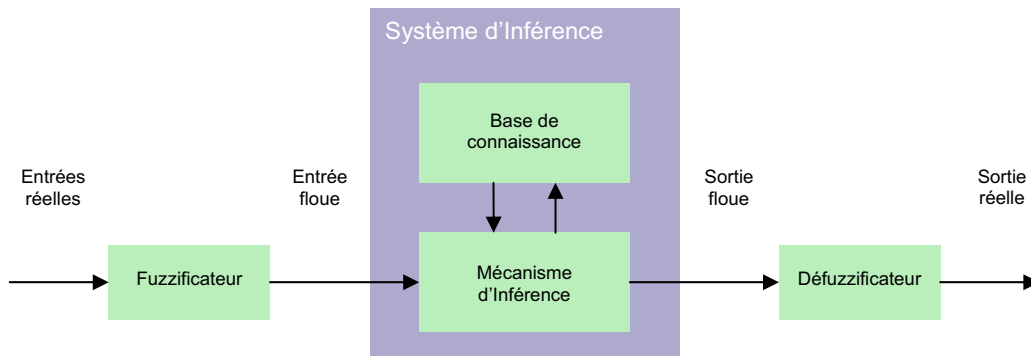 Système d'Inférence
Base de
connaissance
Entrées
réelles
Entrée
floue
Sortie
floue
Sortie
réelle
Fuzzificateur
Mécanisme
d'Inférence
Défuzzificateur